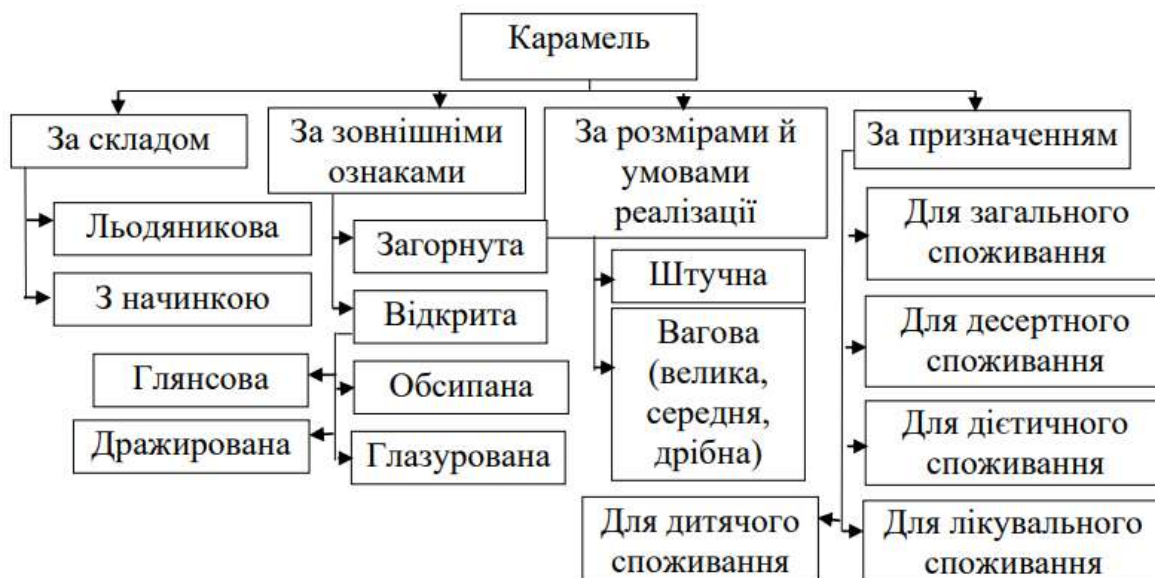 Карамель
За складом
За зовнішніми
ознаками
За розмірами й
умовами
реалізації
За призначенням
Льодяникова
З начинкою
Загорнута
Відкрита
Глянсова
Обсипана
Дражирована
Глазурована
Штучна
Вагова
(велика,
середня,
дрібна)
Для загального
споживання
Для десертного
споживання
Для дієтичного
споживання
Для дитячого
споживання
Для лікувального
споживання